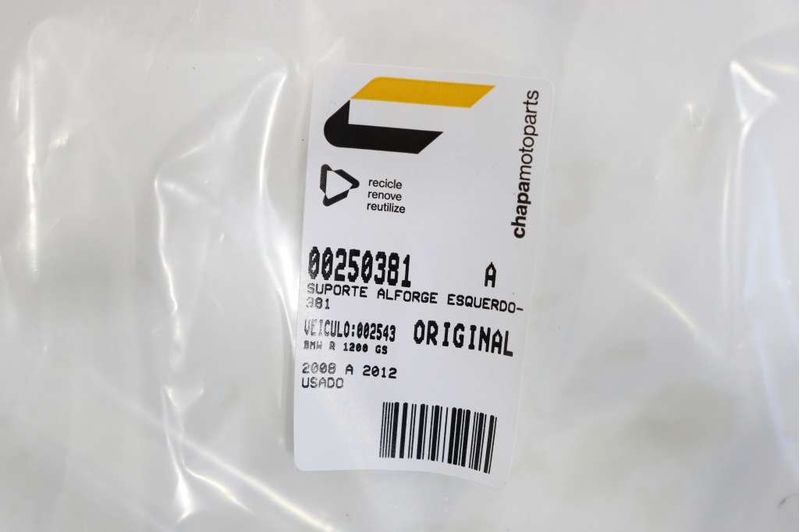 chapamotoparts
recicle
renove
reutilize
00250381 A
SUPORTE ALFORGE ESQUERDO-
381
VEICULO:002543 ORIGINAL
BMW R 1200 GS
2008 A 2012
USADO